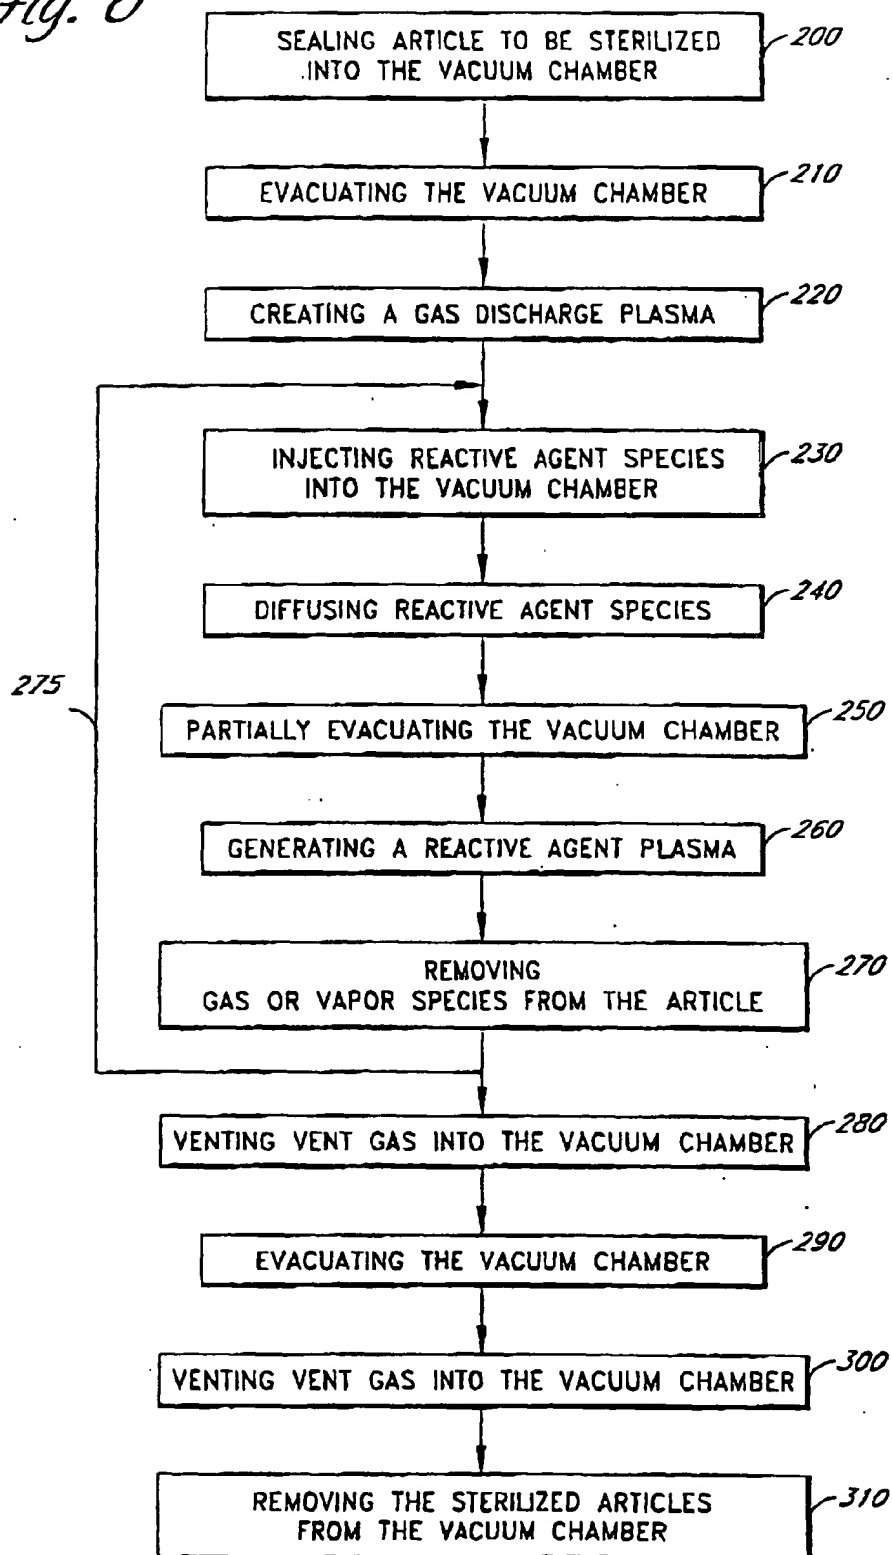 Fig. 6
SEALING ARTICLE TO BE STERILIZED
INTO THE VACUUM CHAMBER
200
EVACUATING THE VACUUM CHAMBER
210
CREATING A GAS DISCHARGE PLASMA
220
INJECTING REACTIVE AGENT SPECIES
INTO THE VACUUM CHAMBER
230
DIFFUSING REACTIVE AGENT SPECIES
240
275
PARTIALLY EVACUATING THE VACUUM CHAMBER
250
GENERATING A REACTIVE AGENT PLASMA
260
REMOVING
GAS OR VAPOR SPECIES FROM THE ARTICLE
270
VENTING VENT GAS INTO THE VACUUM CHAMBER
280
EVACUATING THE VACUUM CHAMBER
290
VENTING VENT GAS INTO THE VACUUM CHAMBER
300
REMOVING THE STERILIZED ARTICLES
FROM THE VACUUM CHAMBER
310